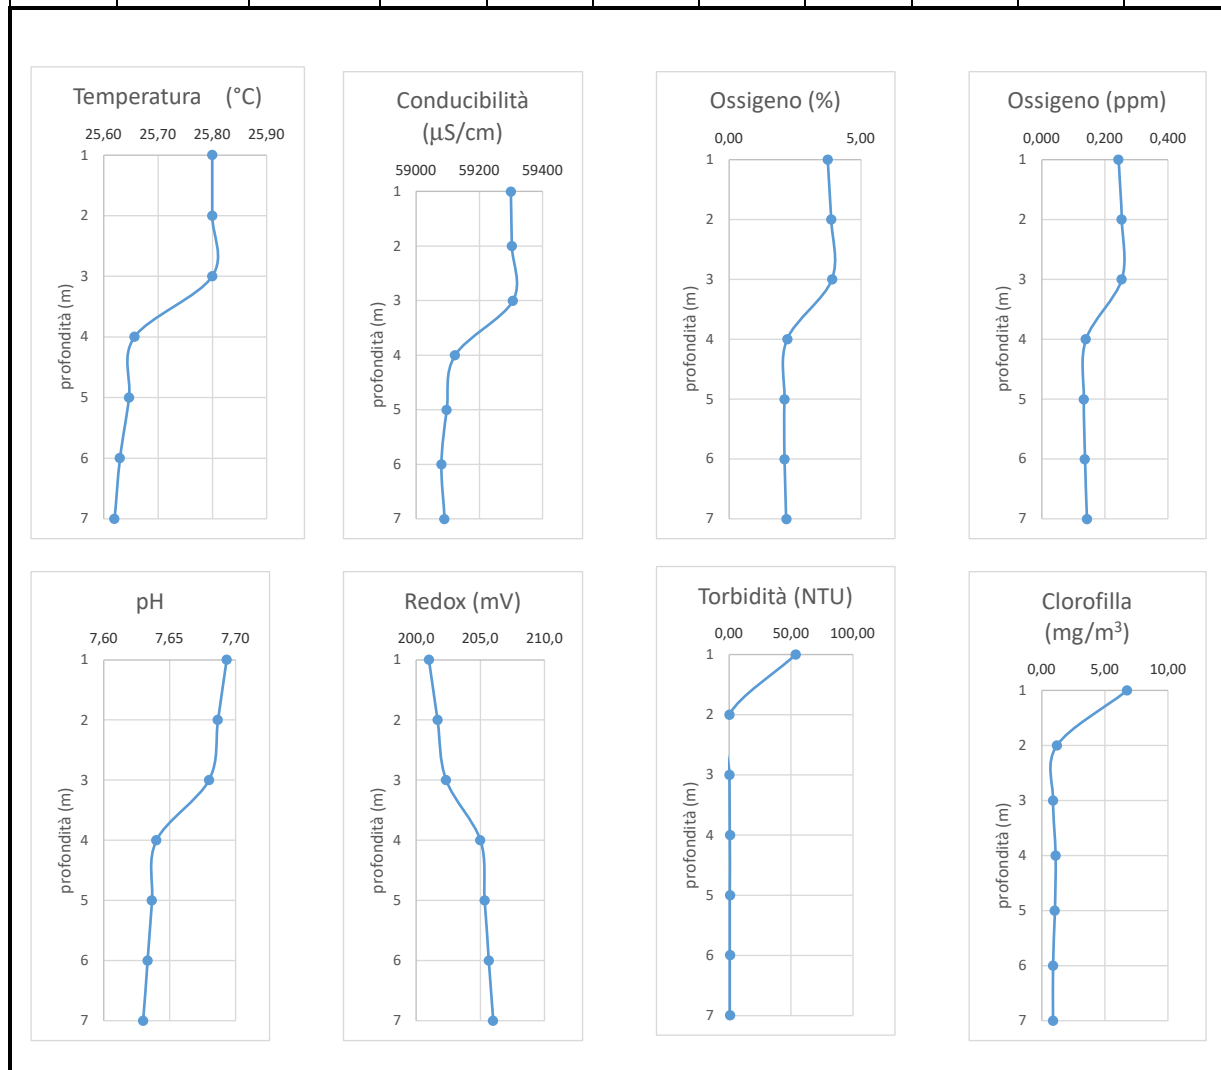 Temperatura (°C)
25,60 25,70 25,80 25,90
1
2
3
4
5
6
7
profondità (m)
Conducibilità
(μS/cm)
59000 59200 59400
1
2
3
4
5
6
7
profondità (m)
Ossigeno (%)
0,00 5,00
1
2
3
4
5
6
7
profondità (m)
Ossigeno (ppm)
0,000 0,200 0,400
1
2
3
4
5
6
7
profondità (m)
pH
7,60 7,65 7,70
1
2
3
4
5
6
7
profondità (m)
Redox (mV)
200,0 205,0 210,0
1
2
3
4
5
6
7
profondità (m)
Torbidità (NTU)
0,00 50,00 100,00
1
2
3
4
5
6
7
profondità (m)
Clorofilla
(mg/m³)
0,00 5,00 10,00
1
2
3
4
5
6
7
profondità (m)